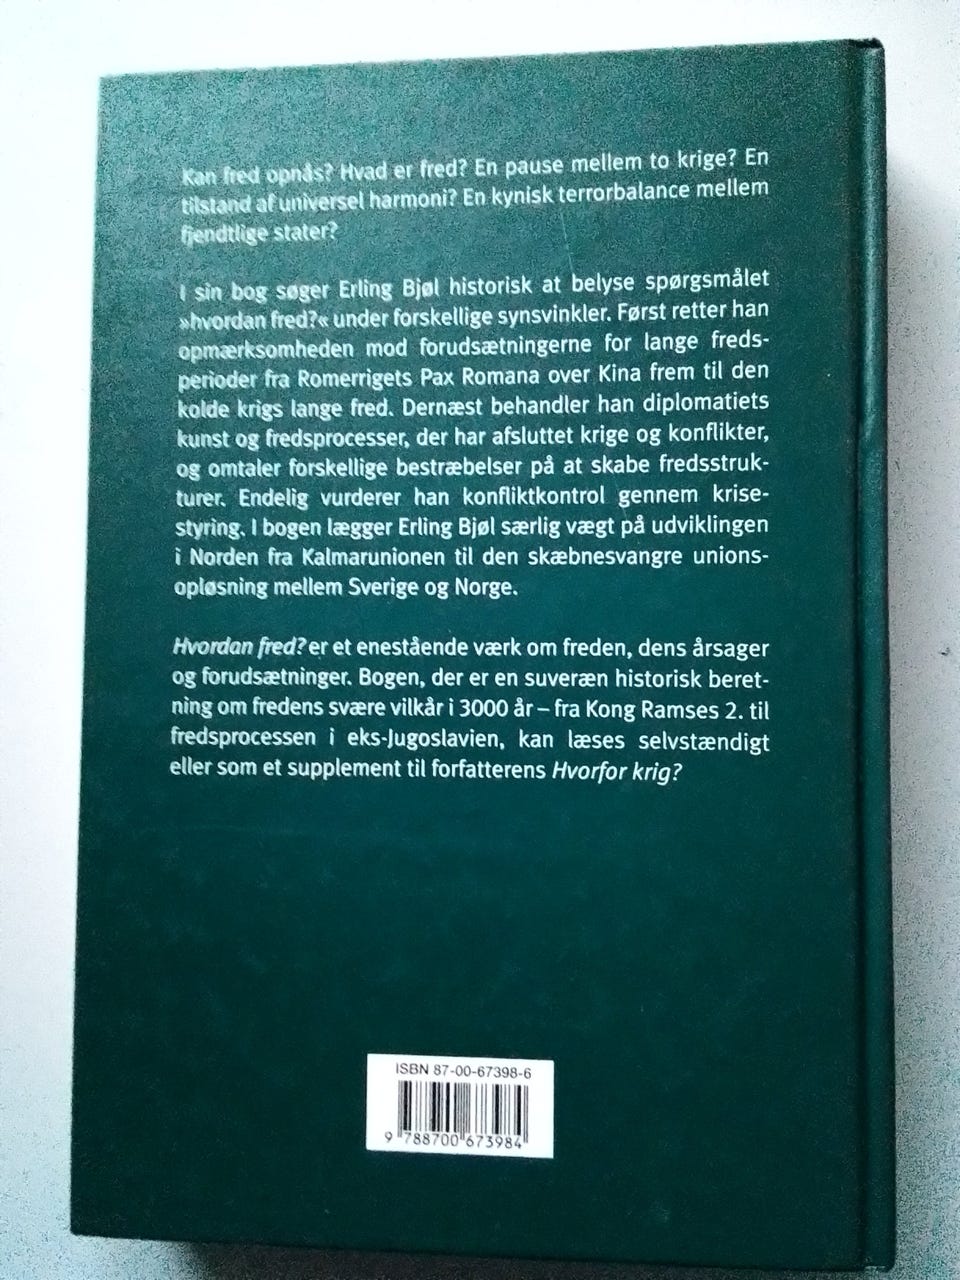 Kan fred opnås? Hvad er fred? En pause mellem to krige? En
tilstand af universel harmoni? En kynisk terrorbalance mellem
fjendtlige stater?
I sin bog søger Erling Bjøl historisk at belyse spørgsmålet
»hvordan fred?« under forskellige synsvinkler. Først retter han
opmærksomheden mod forudsætningerne for lange freds-
perioder fra Romerrigets Pax Romana over Kina frem til den
kolde krigs lange fred. Dernæst behandler han diplomatiets
kunst og fredsprocesser, der har afsluttet krige og konflikter,
og omtaler forskellige bestræbelser på at skabe fredsstruk-
turer. Endelig vurderer han konfliktkontrol gennem krise-
styring. I bogen lægger Erling Bjøl særlig vægt på udviklingen
i Norden fra Kalmarunionen til den skæbnesvangre unions-
opløsning mellem Sverige og Norge.
Hvordan fred? er et enestående værk om freden, dens årsager
og forudsætninger. Bogen, der er en suveræn historisk beret-
ning om fredens svære vilkår i 3000 år – fra Kong Ramses 2. til
fredsprocessen i eks-Jugoslavien, kan læses selvstændigt
eller som et supplement til forfatterens Hvorfor krig?
ISBN 87-00-67398-6
9 788700 673984